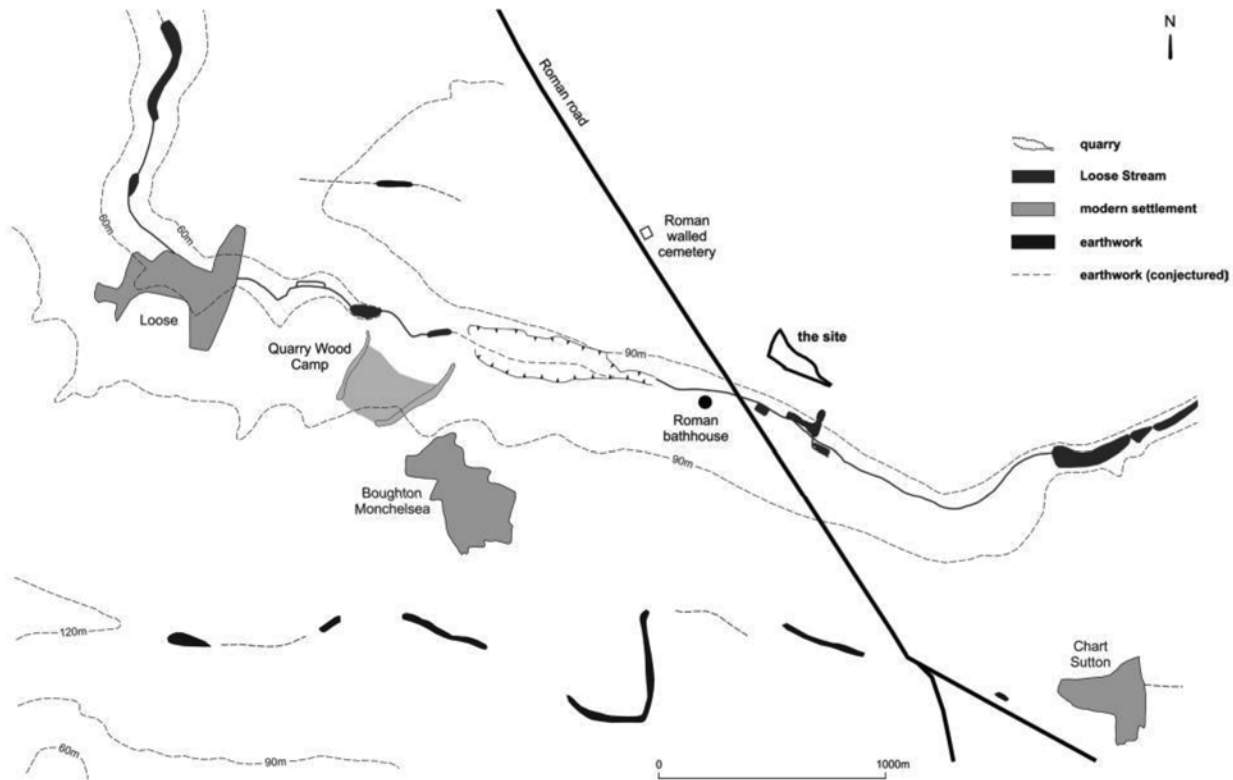 N
Roman road
quarry
Loose Stream
modern settlement
earthwork
earthwork (conjectured)
60m
60m
Roman
walled
cemetery
Loose
Quarry Wood
Camp
90m
the site
Roman
bathhouse
90m
Boughton
Monchelsea
120m
Chart
Sutton
60m
90m
0
1000m